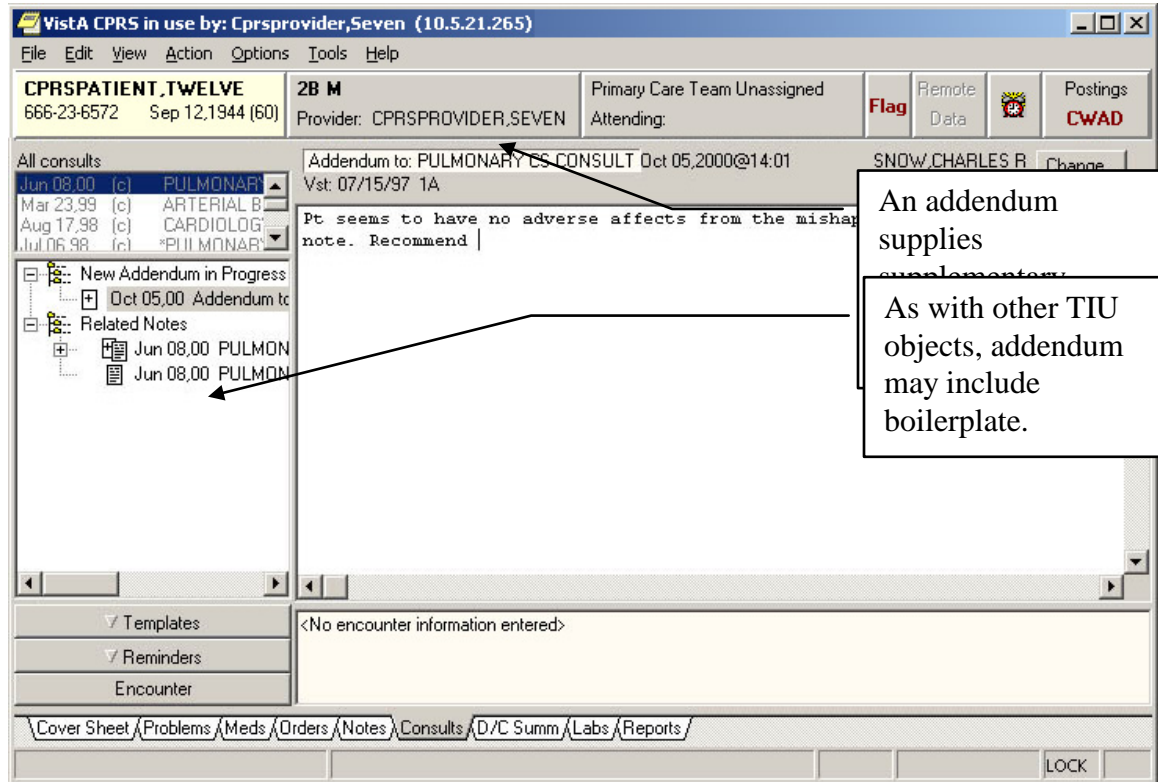 VistA CPRS in use by: Cprsprovider,Seven (10.5.21.265)
File Edit View Action Options Tools Help
CPRSPATIENT,TWELVE
666-23-6572 Sep 12,1944 (60)
2B M
Provider: CPRSPROVIDER,SEVEN
Primary Care Team Unassigned
Attending:
Flag
Remote
Data
Postings
CWAD
All consults
Jun 08,00 (c) PULMONARY
Mar 23,99 (c) ARTERIAL B
Aug 17,98 (c) CARDIOLOG
Jul 06,98 (c) *PULMONAR
New Addendum in Progress
Oct 05,00 Addendum to
Related Notes
Jun 08,00 PULMON
Jun 08,00 PULMON
Addendum to: PULMONARY CS CONSULT Oct 05,2000@14:01 SNOW,CHARLES R Change...
Vst: 07/15/97 1A
Pt seems to have no adverse affects from the mishap
note. Recommend
An addendum
supplies
supplementary
As with other TIU
objects, addendum
may include
boilerplate.
Templates
Reminders
Encounter
<No encounter information entered>
Cover Sheet Problems Meds Orders Notes Consults D/C Summ Labs Reports
LOCK